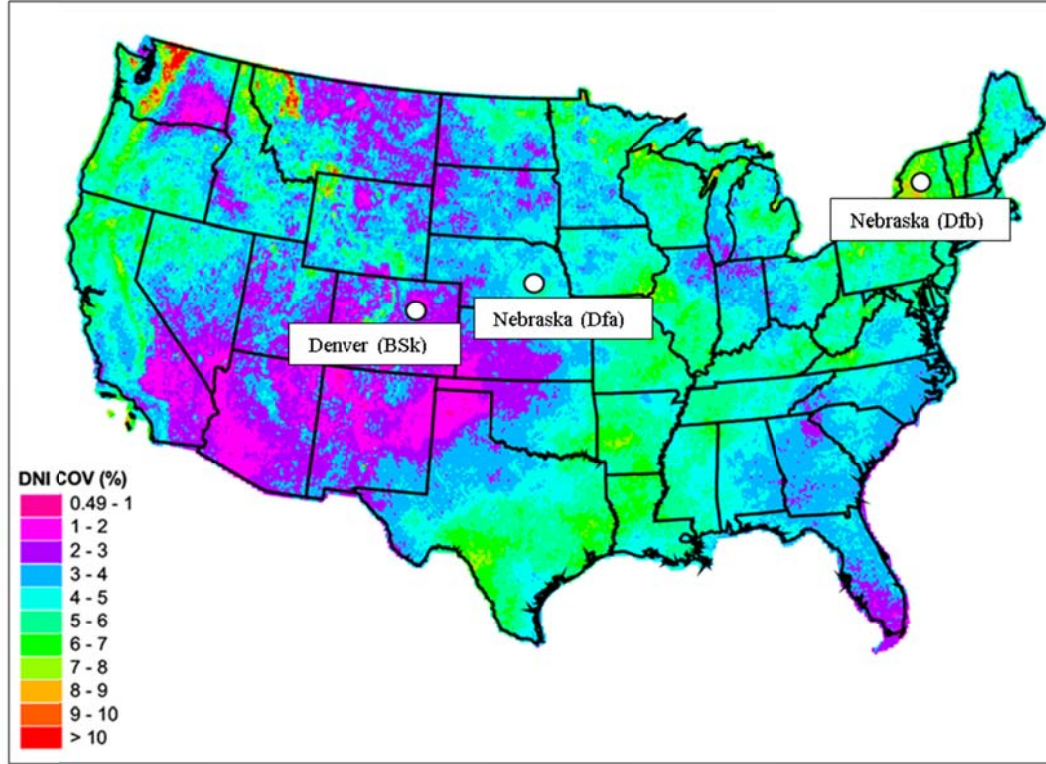 Nebraska (Dfb)
Nebraska (Dfa)
Denver (BSk)
DNI COV (%)
0.49 - 1
1 - 2
2 - 3
3 - 4
4 - 5
5 - 6
6 - 7
7 - 8
8 - 9
9 - 10
> 10